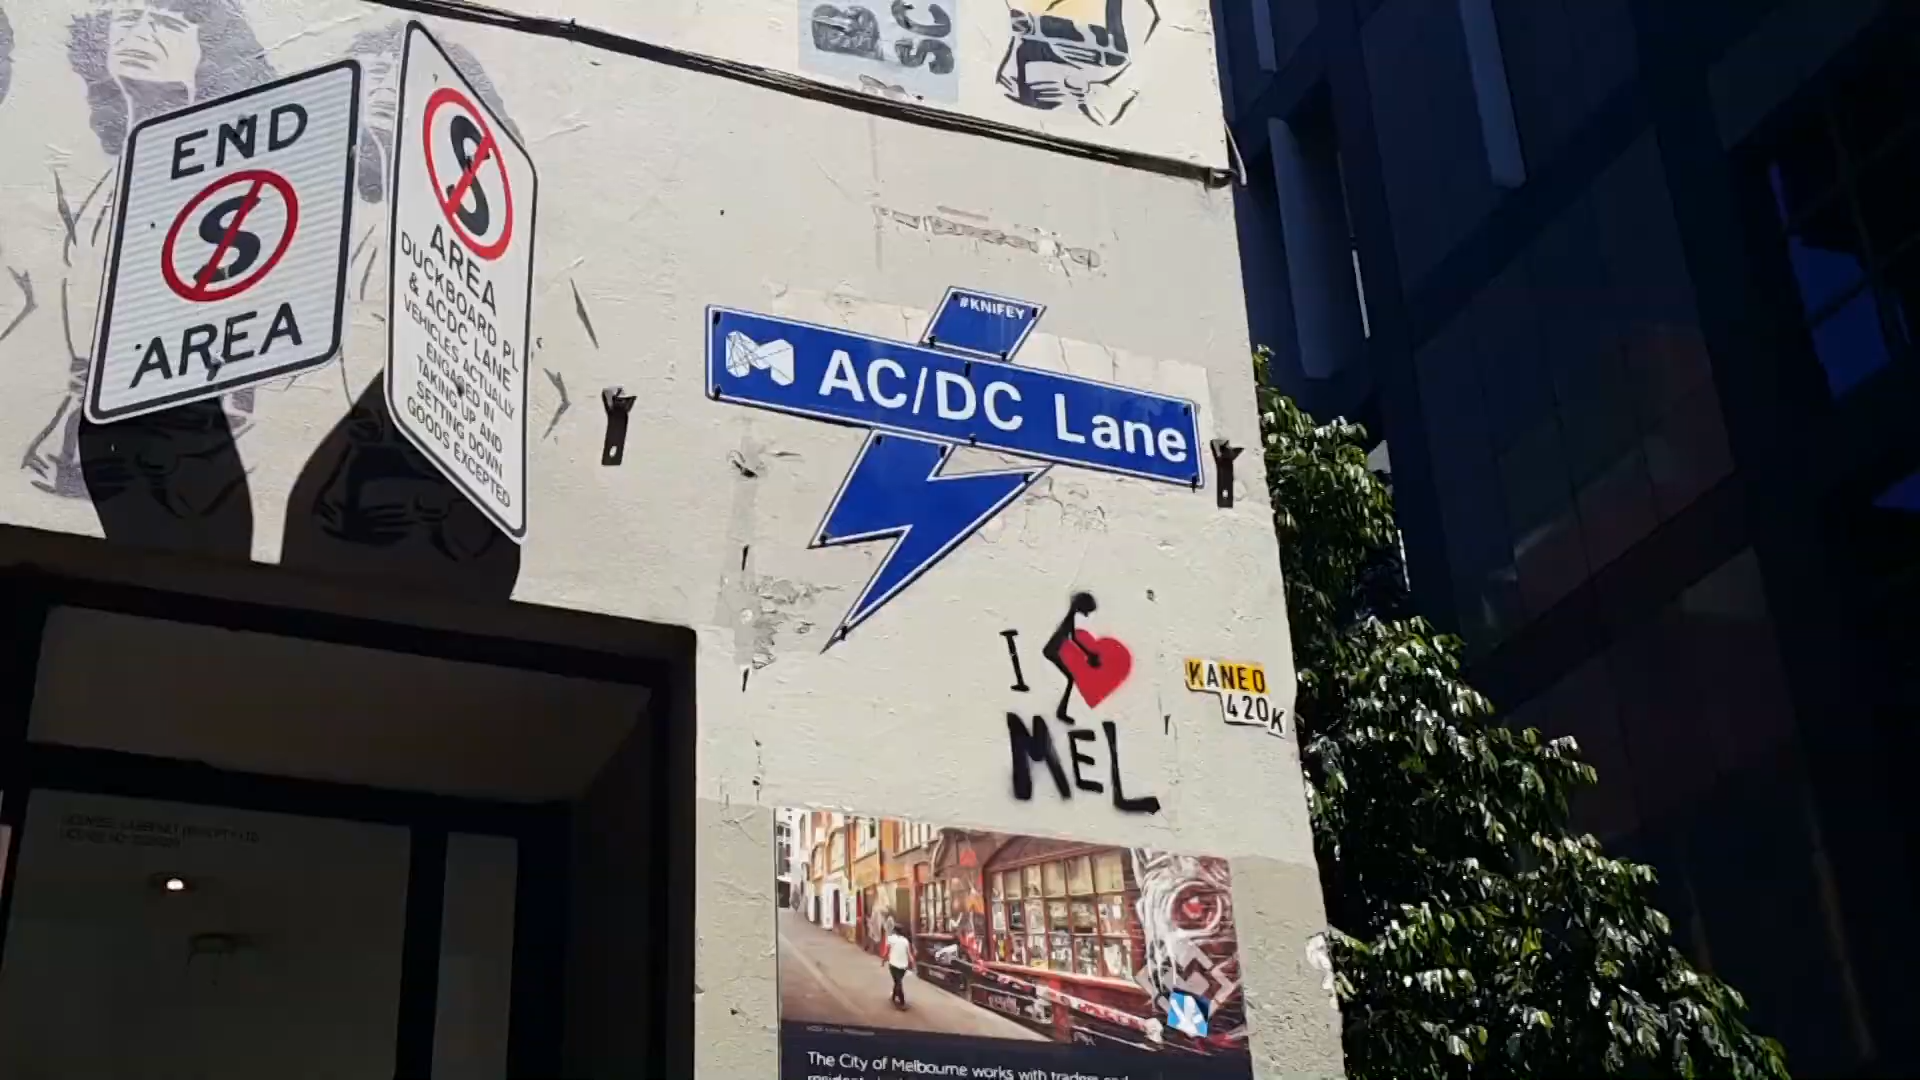 END
S
AREA
S
AREA
DUCKBOARD PL
& ACDC LANE
VEHICLES ACTUALLY
ENGAGED IN
TAKING UP AND
SETTING DOWN
GOODS EXCEPTED
#KNIFEY
AC/DC Lane
I
MEL
KANEO
420K
The City of Melbourne works with traders and